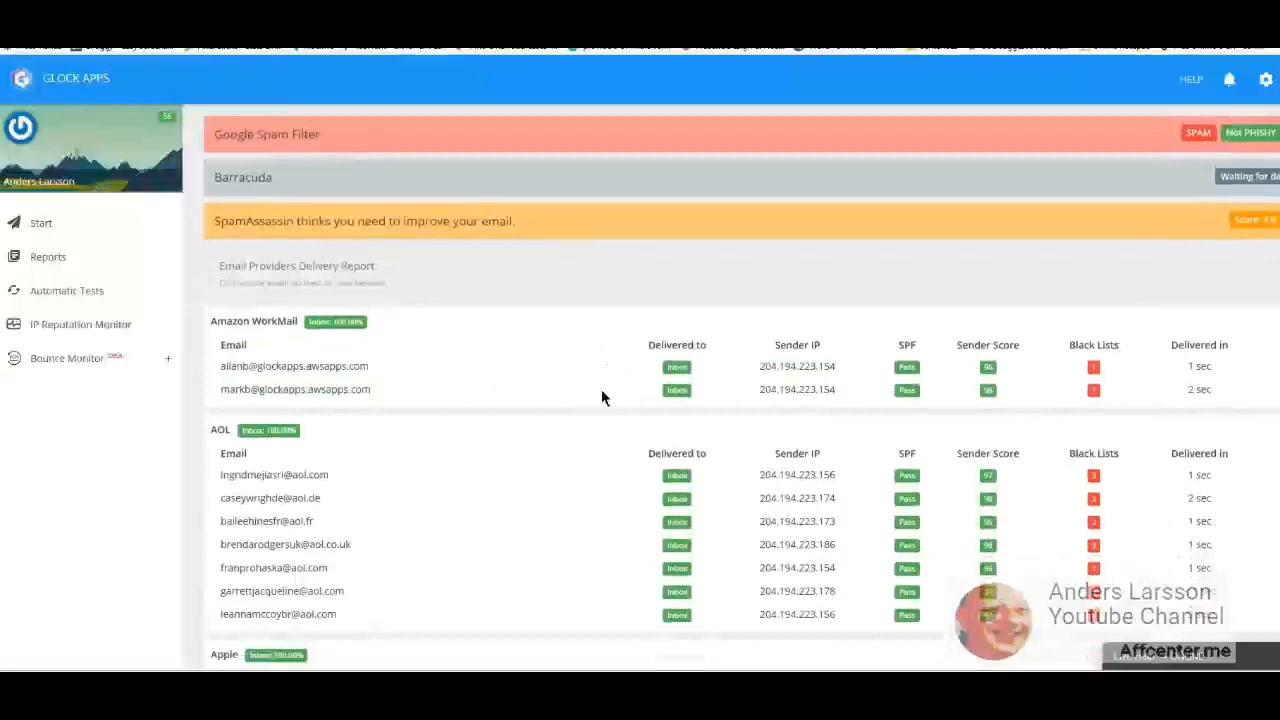 GLOCK APPS
HELP
56
Anders Larsson
Start
Reports
Automatic Tests
IP Reputation Monitor
Bounce Monitor beta +
Google Spam Filter SPAM Not PHISHY
Barracuda Waiting for da
SpamAssassin thinks you need to improve your email. Score:
Email Providers Delivery Report
Amazon WorkMail Inbox: 100.00%
Email Delivered to Sender IP SPF Sender Score Black Lists Delivered in
allanb@glockapps.awsapps.com Inbox 204.194.223.154 Pass 96 1 1 sec
markb@glockapps.awsapps.com Inbox 204.194.223.154 Pass 96 1 2 sec
AOL Inbox: 100.00%
Email Delivered to Sender IP SPF Sender Score Black Lists Delivered in
ingridmejiasri@aol.com Inbox 204.194.223.156 Pass 97 3 1 sec
caseywrighde@aol.de Inbox 204.194.223.174 Pass 98 2 2 sec
baileehinesfr@aol.fr Inbox 204.194.223.173 Pass 95 2 1 sec
brendarodgersuk@aol.co.uk Inbox 204.194.223.186 Pass 96 3 1 sec
franprohaska@aol.com Inbox 204.194.223.154 Pass 96 1 1 sec
garrettjacqueline@aol.com Inbox 204.194.223.178 Pass
leannamccoybr@aol.com Inbox 204.194.223.156 Pass
Apple Inbox: 100.00%
Anders Larsson
Youtube Channel
Affcenter.me